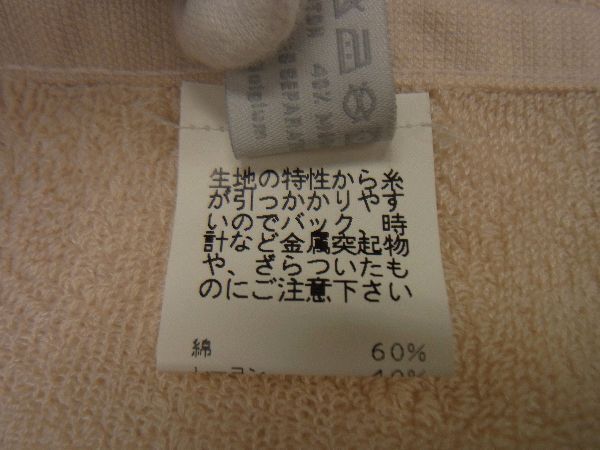 生地の特性から糸
が引っかかりやす
いのでバック、時
計など金属突起物
や、ざらついたも
のにご注意下さい
綿 60%